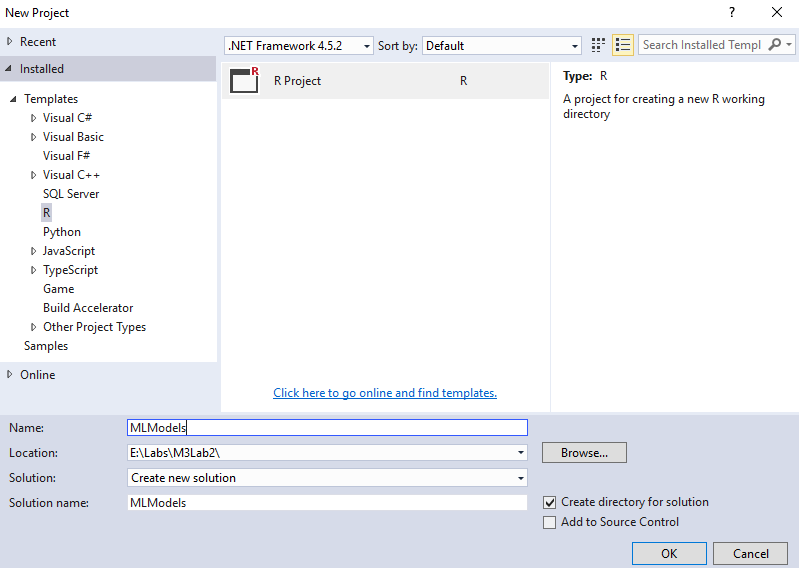 New Project
?
Recent
.NET Framework 4.5.2
Sort by:
Default
Search Installed Templ
Installed
Templates
Visual C#
Visual Basic
Visual F#
Visual C++
SQL Server
R
Python
JavaScript
TypeScript
Game
Build Accelerator
Other Project Types
Samples
Online
R
R Project
R
Click here to go online and find templates.
Type: R
A project for creating a new R working
directory
Name:
MLModels
Location:
E:\Labs\M3Lab2\
Browse...
Solution:
Create new solution
Solution name:
MLModels
Create directory for solution
Add to Source Control
OK
Cancel